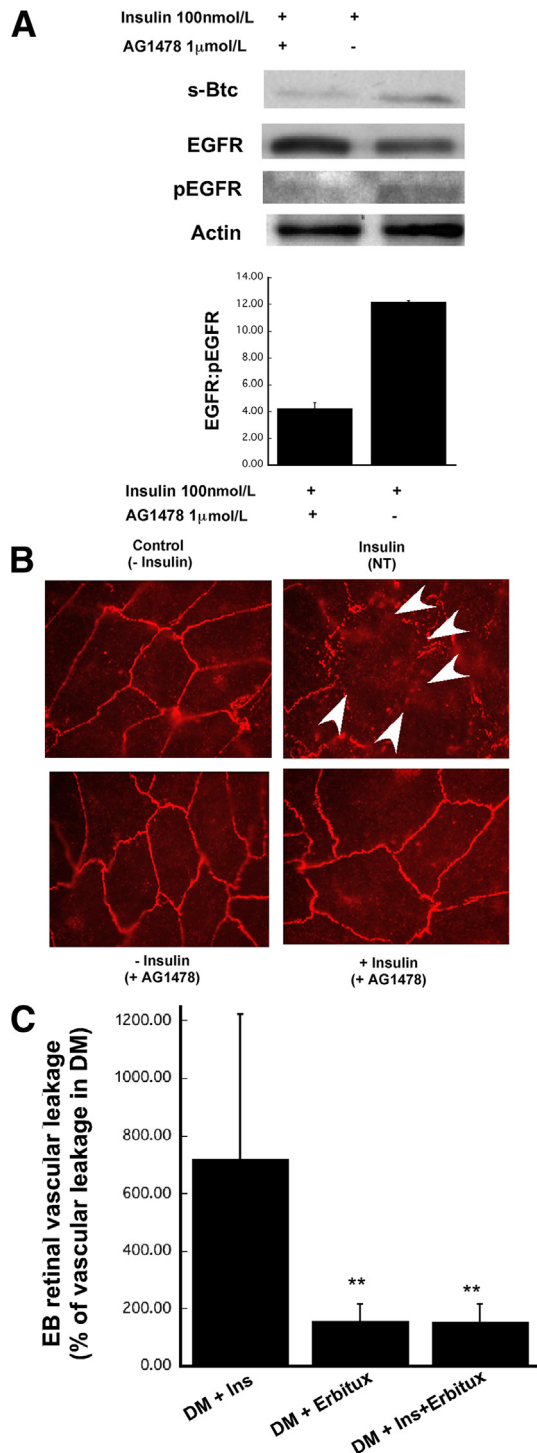 A
Insulin 100nmol/L + +
AG1478 1μmol/L + -
s-Btc
EGFR
pEGFR
Actin
14.00
12.00
10.00
8.00
6.00
4.00
2.00
0.00
EGFR:pEGFR
Insulin 100nmol/L + +
AG1478 1μmol/L + -
B
Control
(- Insulin)
Insulin
(NT)
- Insulin
(+ AG1478)
+ Insulin
(+ AG1478)
C
EB retinal vascular leakage
(% of vascular leakage in DM)
1200.00
1000.00
800.00
600.00
400.00
200.00
0.00
** **
DM + Ins
DM + Erbitux
DM + Ins+Erbitux